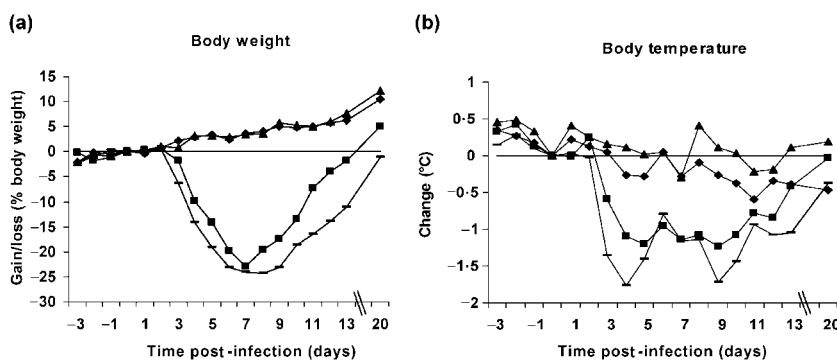 (a)
Body weight
Gain/loss (% body weight)
15
10
5
0
−5
−10
−15
−20
−25
−30
−3 −1 1 3 5 7 9 11 13 20
Time post-infection (days)
(b)
Body temperature
Change (°C)
1
0·5
0
−0·5
−1
−1·5
−2
−3 −1 1 3 5 7 9 11 13 20
Time post-infection (days)